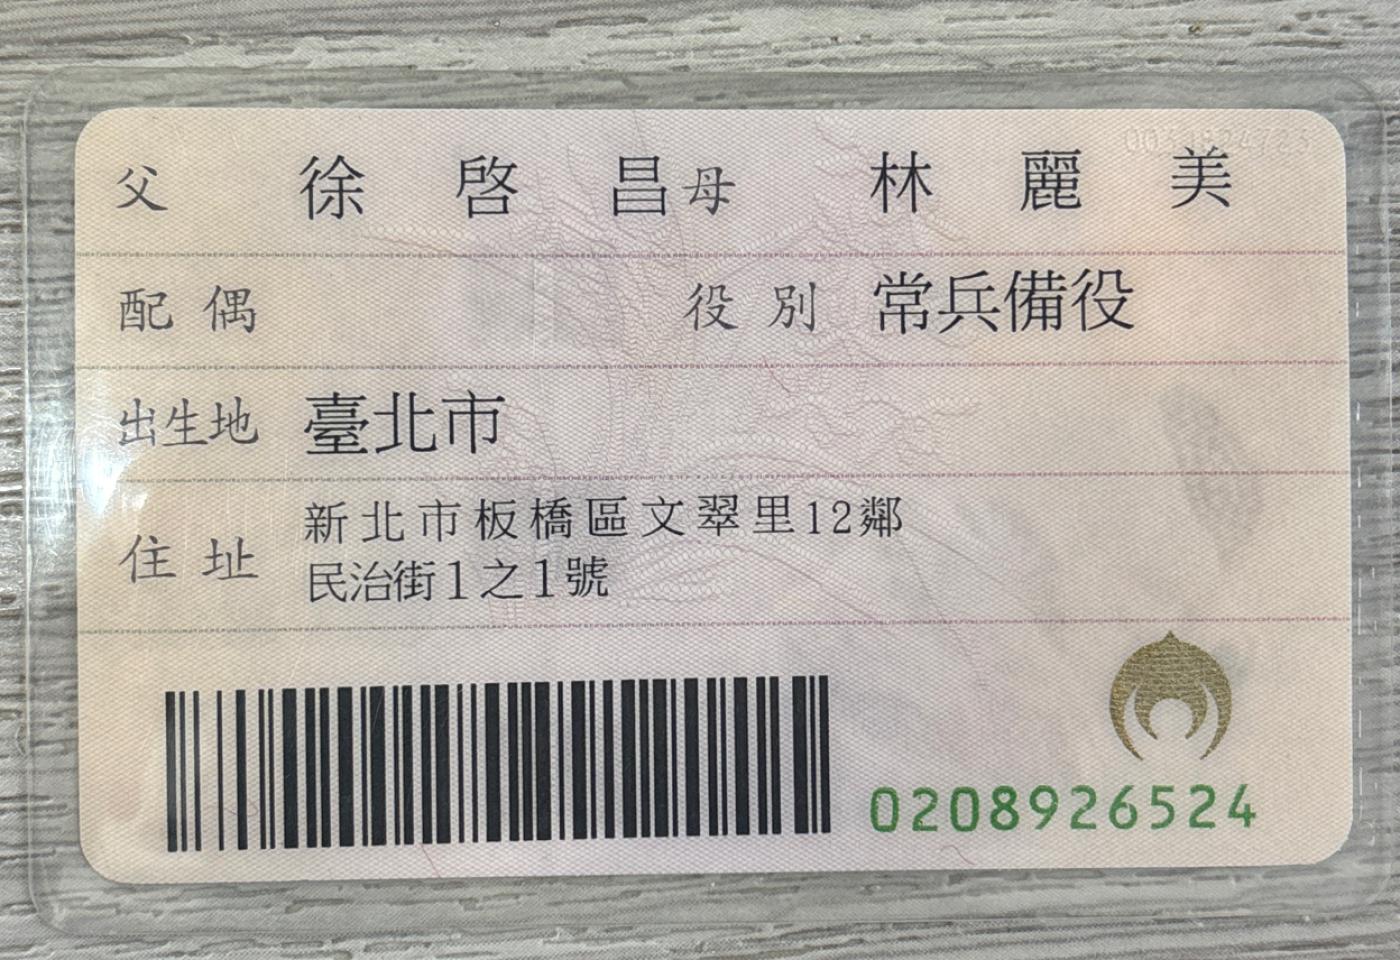 父 徐啓昌 母 林麗美
配偶 役別 常兵備役
出生地 臺北市
住址 新北市板橋區文翠里12鄰
民治街1之1號
0208926524